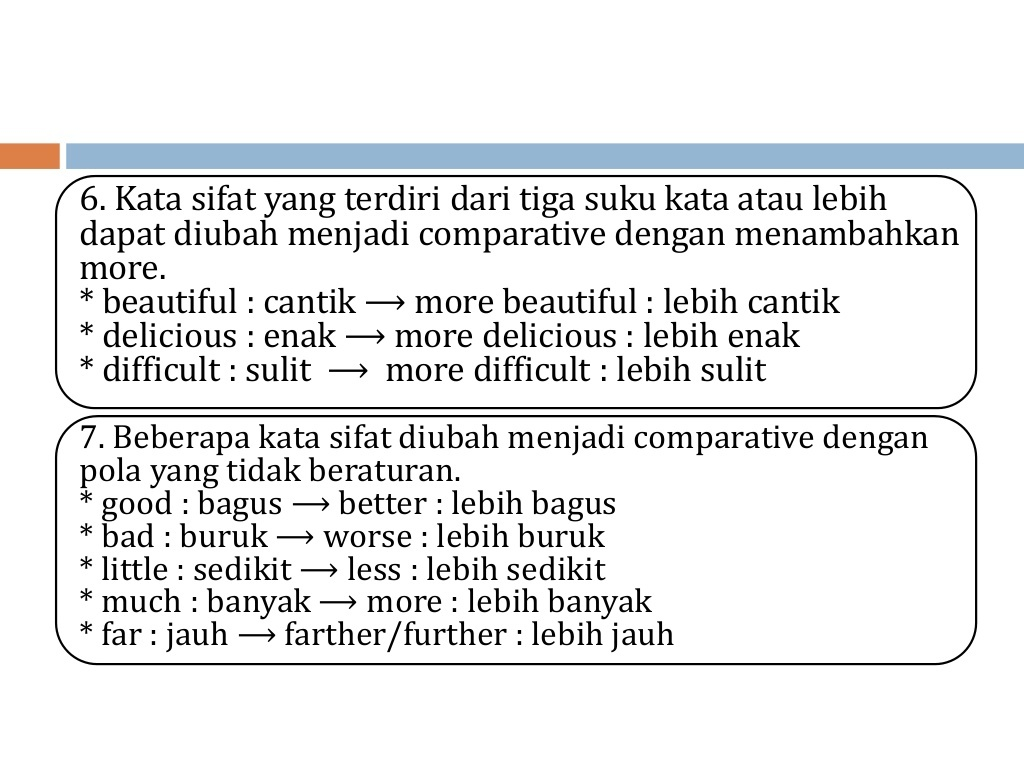 6. Kata sifat yang terdiri dari tiga suku kata atau lebih
dapat diubah menjadi comparative dengan menambahkan
more.
* beautiful : cantik ⟶ more beautiful : lebih cantik
* delicious : enak ⟶ more delicious : lebih enak
* difficult : sulit ⟶ more difficult : lebih sulit
7. Beberapa kata sifat diubah menjadi comparative dengan
pola yang tidak beraturan.
* good : bagus ⟶ better : lebih bagus
* bad : buruk ⟶ worse : lebih buruk
* little : sedikit ⟶ less : lebih sedikit
* much : banyak ⟶ more : lebih banyak
* far : jauh ⟶ farther/further : lebih jauh